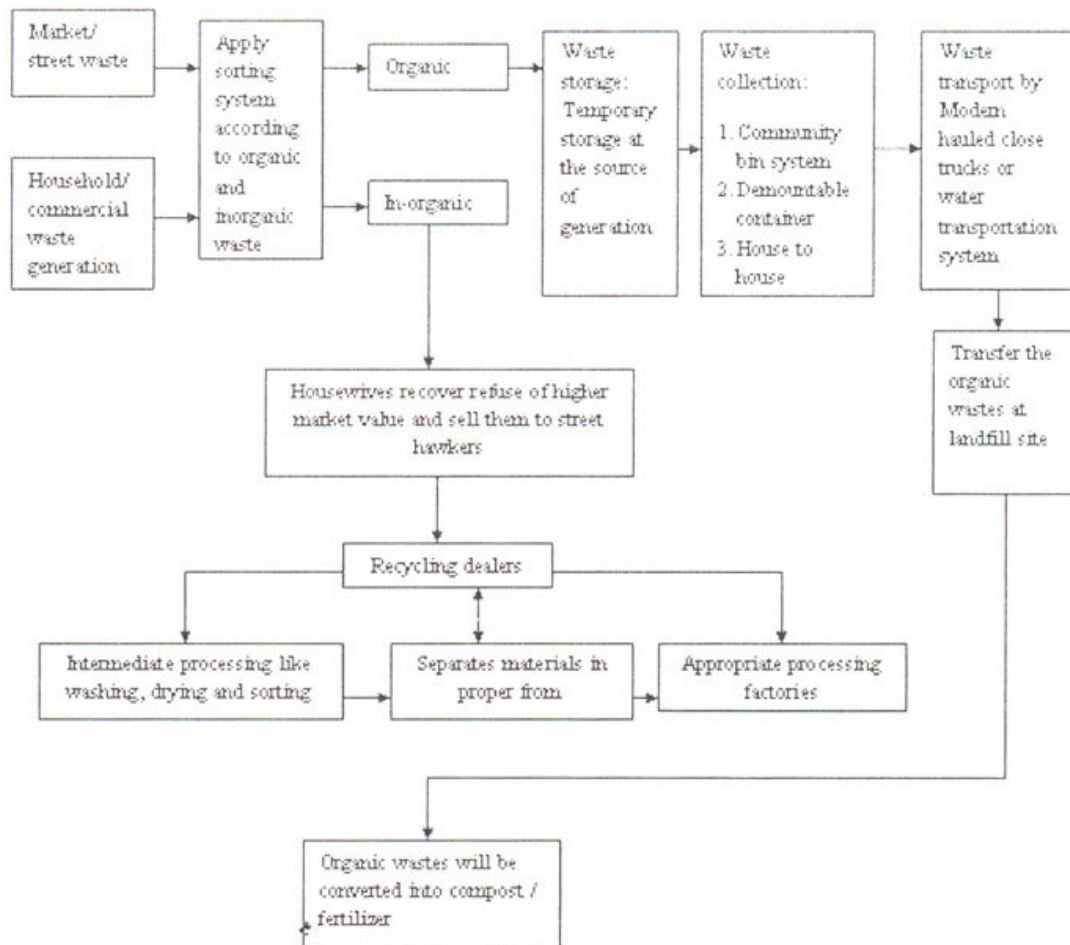 Market/
street waste
Household/
commercial
waste
generation
Apply
sorting
system
according
to organic
and
inorganic
waste
Organic
In-organic
Waste
storage:
Temporary
storage at
the source
of
generation
Waste
collection:
1. Community
bin system
2. Demountable
container
3. House to
house
Waste
transport by
Modern
hauled close
trucks or
water
transportation
system
Transfer the
organic
wastes at
landfill site
Housewives recover refuse of higher
market value and sell them to street
hawkers
Recycling dealers
Intermediate processing like
washing, drying and sorting
Separates materials in
proper from
Appropriate processing
factories
Organic wastes will be
converted into compost /
fertilizer